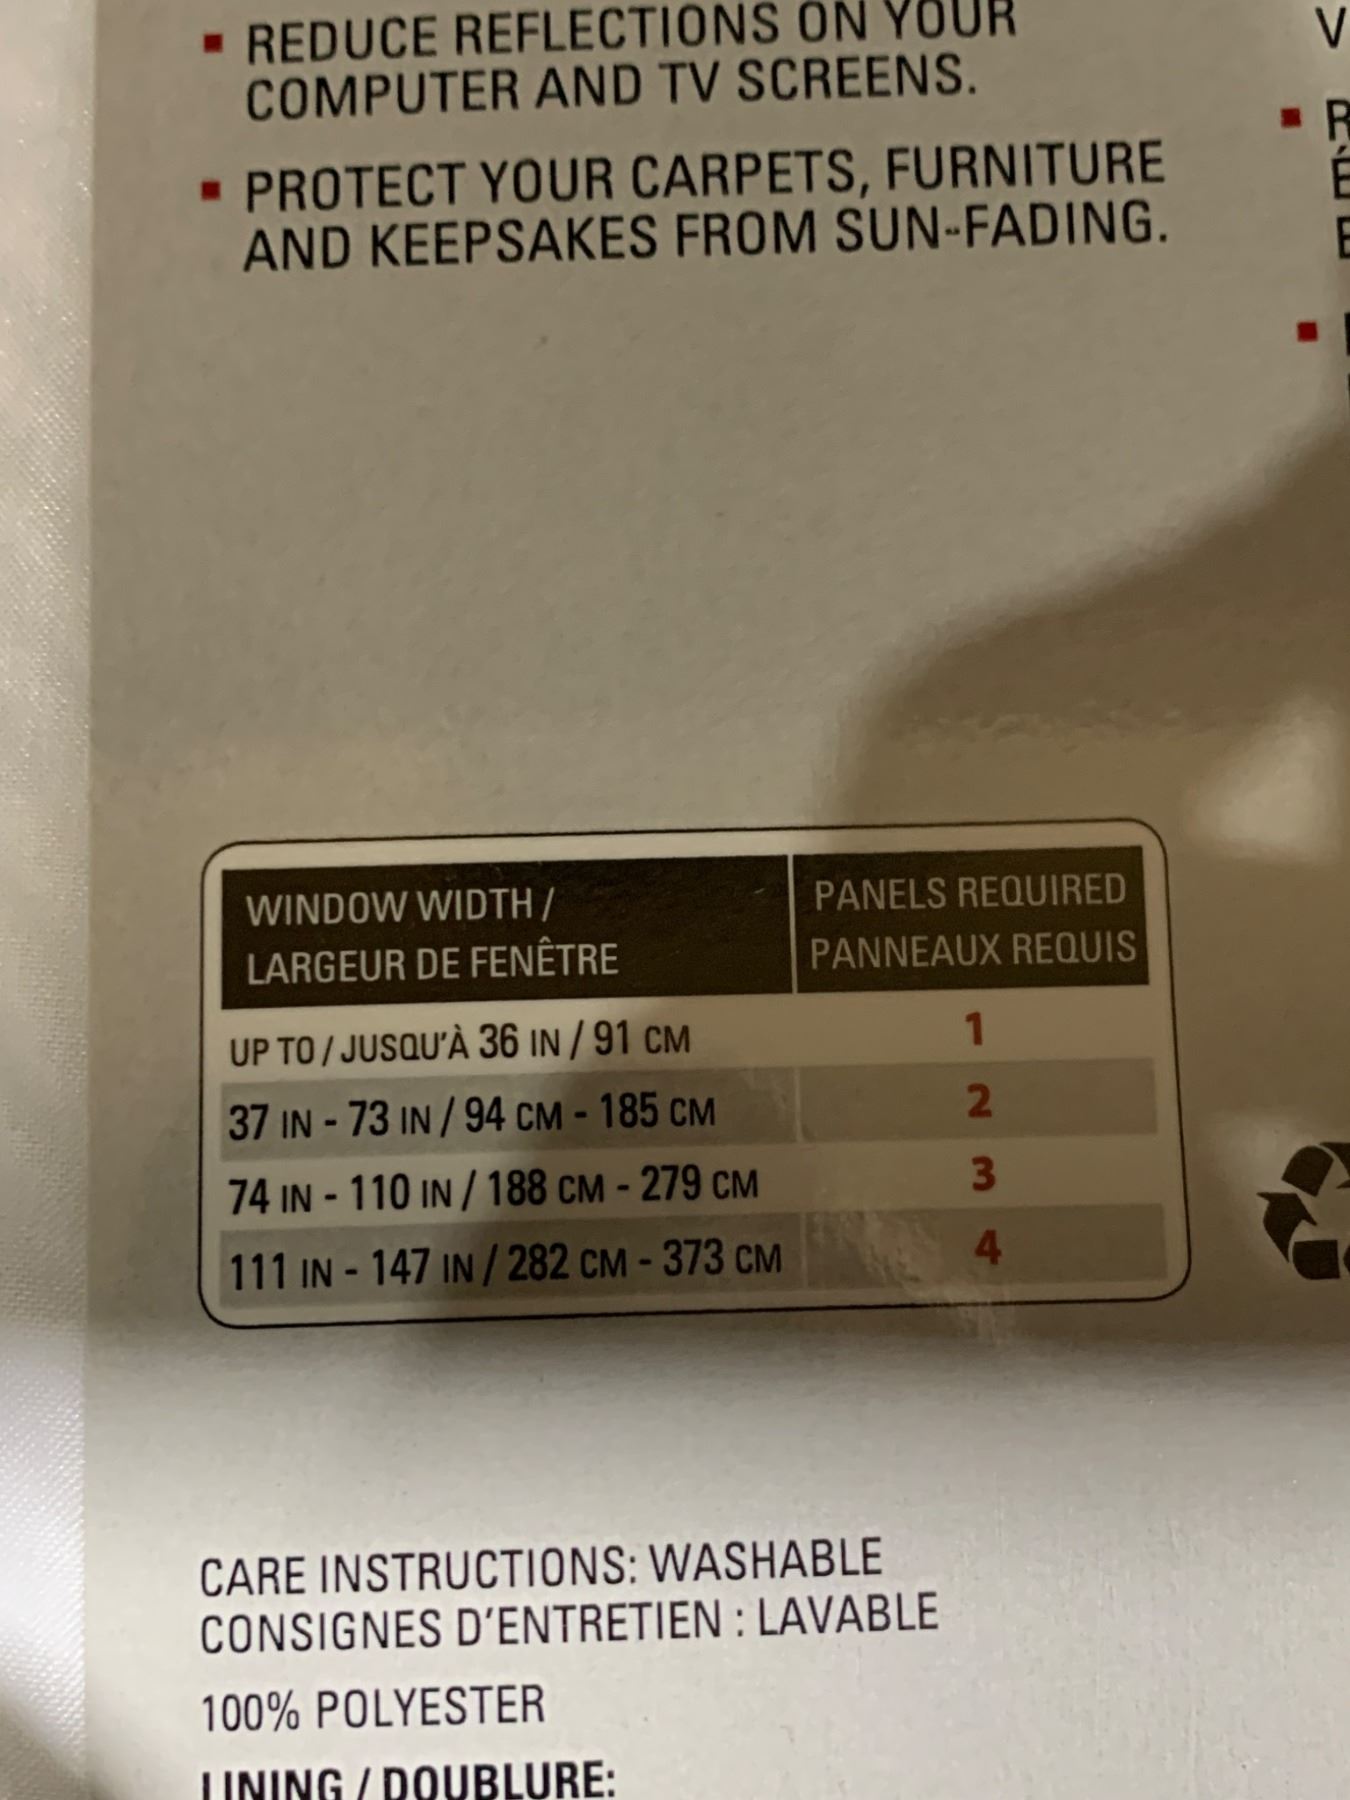 ▪ REDUCE REFLECTIONS ON YOUR
COMPUTER AND TV SCREENS.
▪ PROTECT YOUR CARPETS, FURNITURE
AND KEEPSAKES FROM SUN-FADING.
WINDOW WIDTH /
LARGEUR DE FENÊTRE
PANELS REQUIRED
PANNEAUX REQUIS
UP TO / JUSQU'À 36 IN / 91 CM 1
37 IN - 73 IN / 94 CM - 185 CM 2
74 IN - 110 IN / 188 CM - 279 CM 3
111 IN - 147 IN / 282 CM - 373 CM 4
CARE INSTRUCTIONS: WASHABLE
CONSIGNES D'ENTRETIEN : LAVABLE
100% POLYESTER
LINING / DOUBLURE: